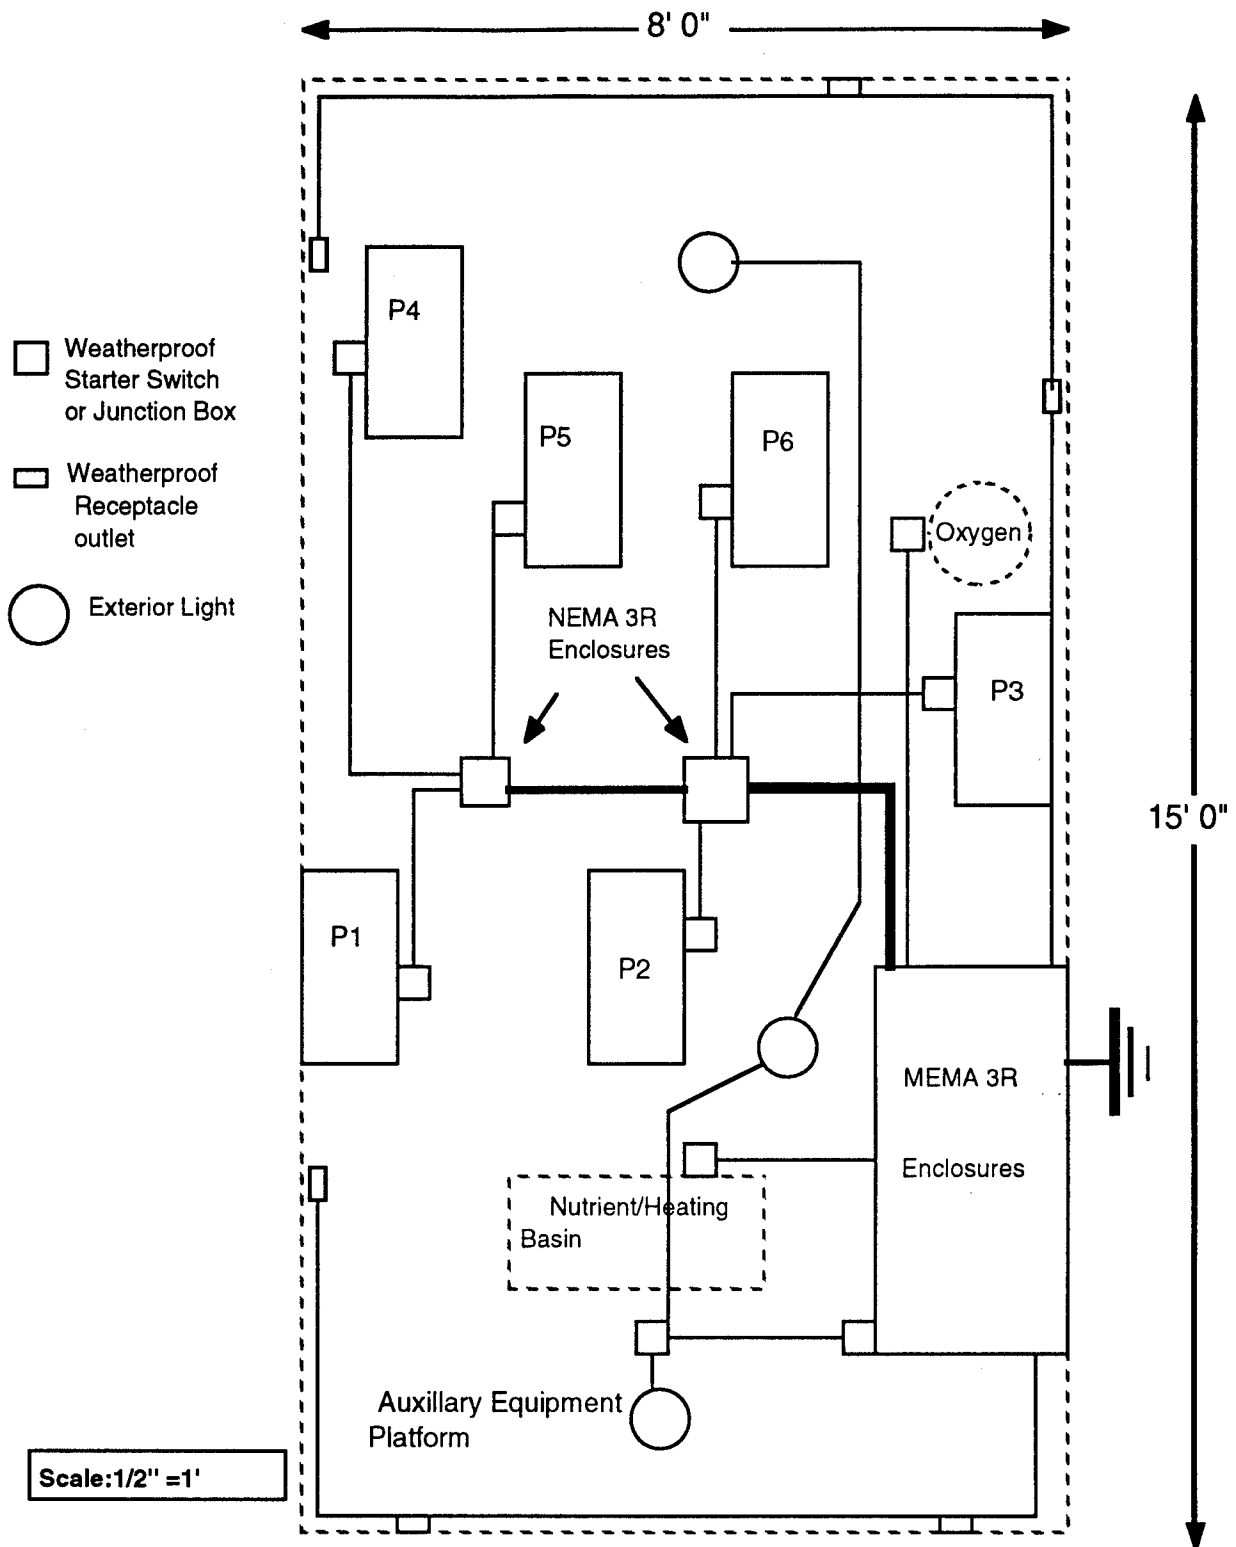 8' 0"
P4
Weatherproof
Starter Switch
or Junction Box
P5
P6
Weatherproof
Receptacle
outlet
Oxygen
Exterior Light
NEMA 3R
Enclosures
P3
15' 0"
P1
P2
MEMA 3R
Enclosures
Nutrient/Heating
Basin
Auxillary Equipment
Platform
Scale:1/2" =1'